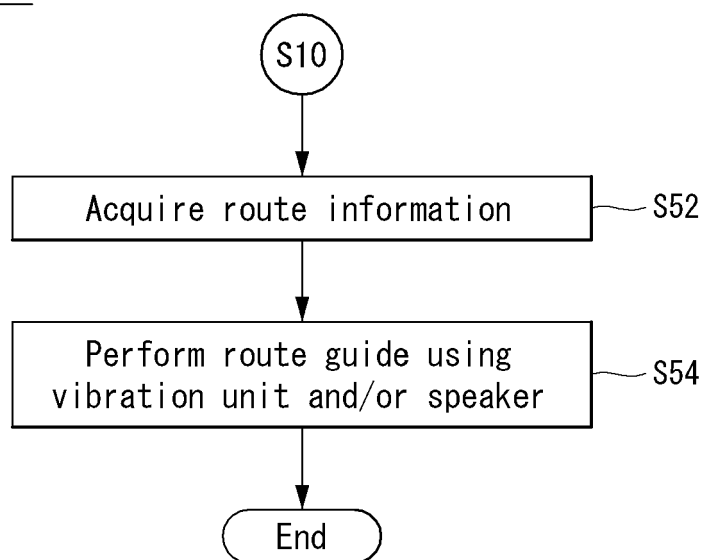 S10
Acquire route information
S52
Perform route guide using
vibration unit and/or speaker
S54
End